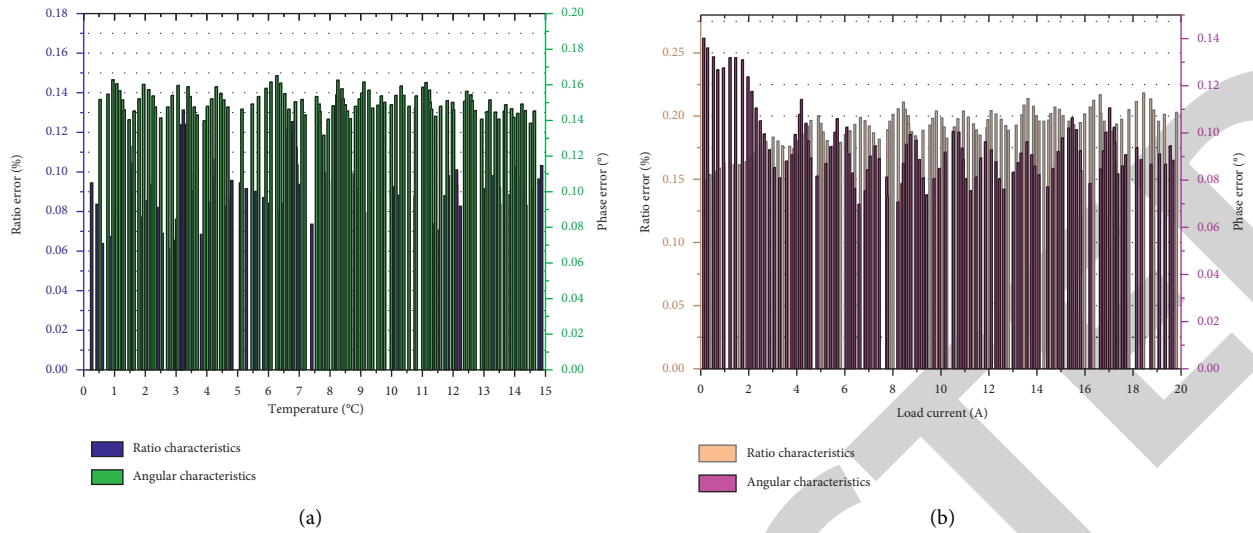 Ratio error (%)
0.18
0.16
0.14
0.12
0.10
0.08
0.06
0.04
0.02
0.00
0 1 2 3 4 5 6 7 8 9 10 11 12 13 14 15
Temperature (°C)
0.20
0.18
0.16
0.14
0.12
0.10
0.08
0.06
0.04
0.02
0.00
Phase error (°)
Ratio characteristics
Angular characteristics
(a)
Ratio error (%)
0.25
0.20
0.15
0.10
0.05
0.00
0 2 4 6 8 10 12 14 16 18 20
Load current (A)
0.14
0.12
0.10
0.08
0.06
0.04
0.02
0.00
Phase error (°)
Ratio characteristics
Angular characteristics
(b)